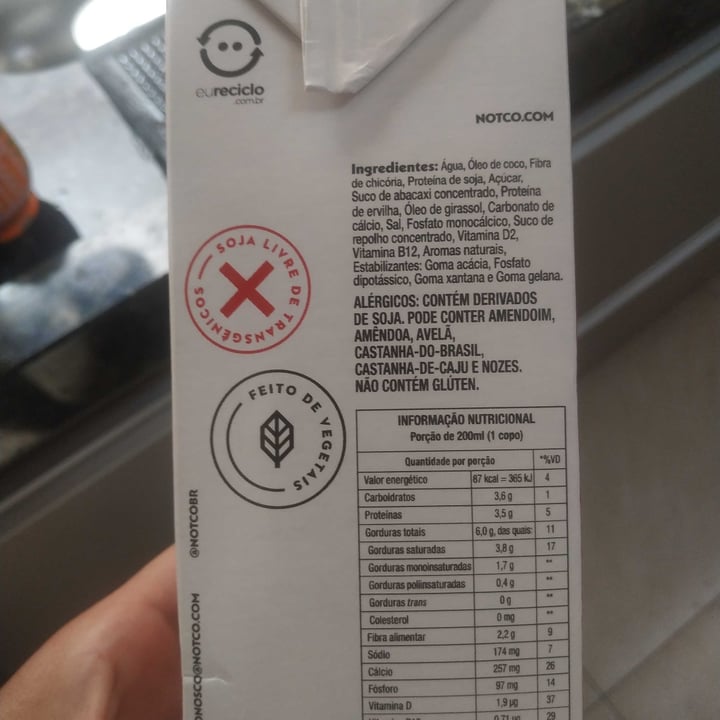 eureciclo
.com.br
NOTCO.COM
Ingredientes: Água, Óleo de coco, Fibra
de chicória, Proteína de soja, Açúcar,
Suco de abacaxi concentrado, Proteína
de ervilha, Óleo de girassol, Carbonato de
cálcio, Sal, Fosfato monocálcico, Suco de
repolho concentrado, Vitamina D2,
Vitamina B12, Aromas naturais,
Estabilizantes: Goma acácia, Fosfato
dipotássico, Goma xantana e Goma gelana.
ALÉRGICOS: CONTÉM DERIVADOS
DE SOJA. PODE CONTER AMENDOIM,
AMÊNDOA, AVELÃ,
CASTANHA-DO-BRASIL,
CASTANHA-DE-CAJU E NOZES.
NÃO CONTÉM GLÚTEN.
SOJA LIVRE DE TRANSGÊNICOS
FEITO DE VEGETAIS
INFORMAÇÃO NUTRICIONAL
Porção de 200ml (1 copo)
Quantidade por porção *%VD
Valor energético 87 kcal = 365 kJ 4
Carboidratos 3,6 g 1
Proteínas 3,5 g 5
Gorduras totais 6,0 g, das quais: 11
Gorduras saturadas 3,8 g 17
Gorduras monoinsaturadas 1,7 g **
Gorduras poliinsaturadas 0,4 g **
Gorduras trans 0 g **
Colesterol 0 mg **
Fibra alimentar 2,2 g 9
Sódio 174 mg 7
Cálcio 257 mg 26
Fósforo 97 mg 14
Vitamina D 1,9 µg 37
0,71 µg 29
@NOTCOBR
ONOSCO@NOTCO.COM